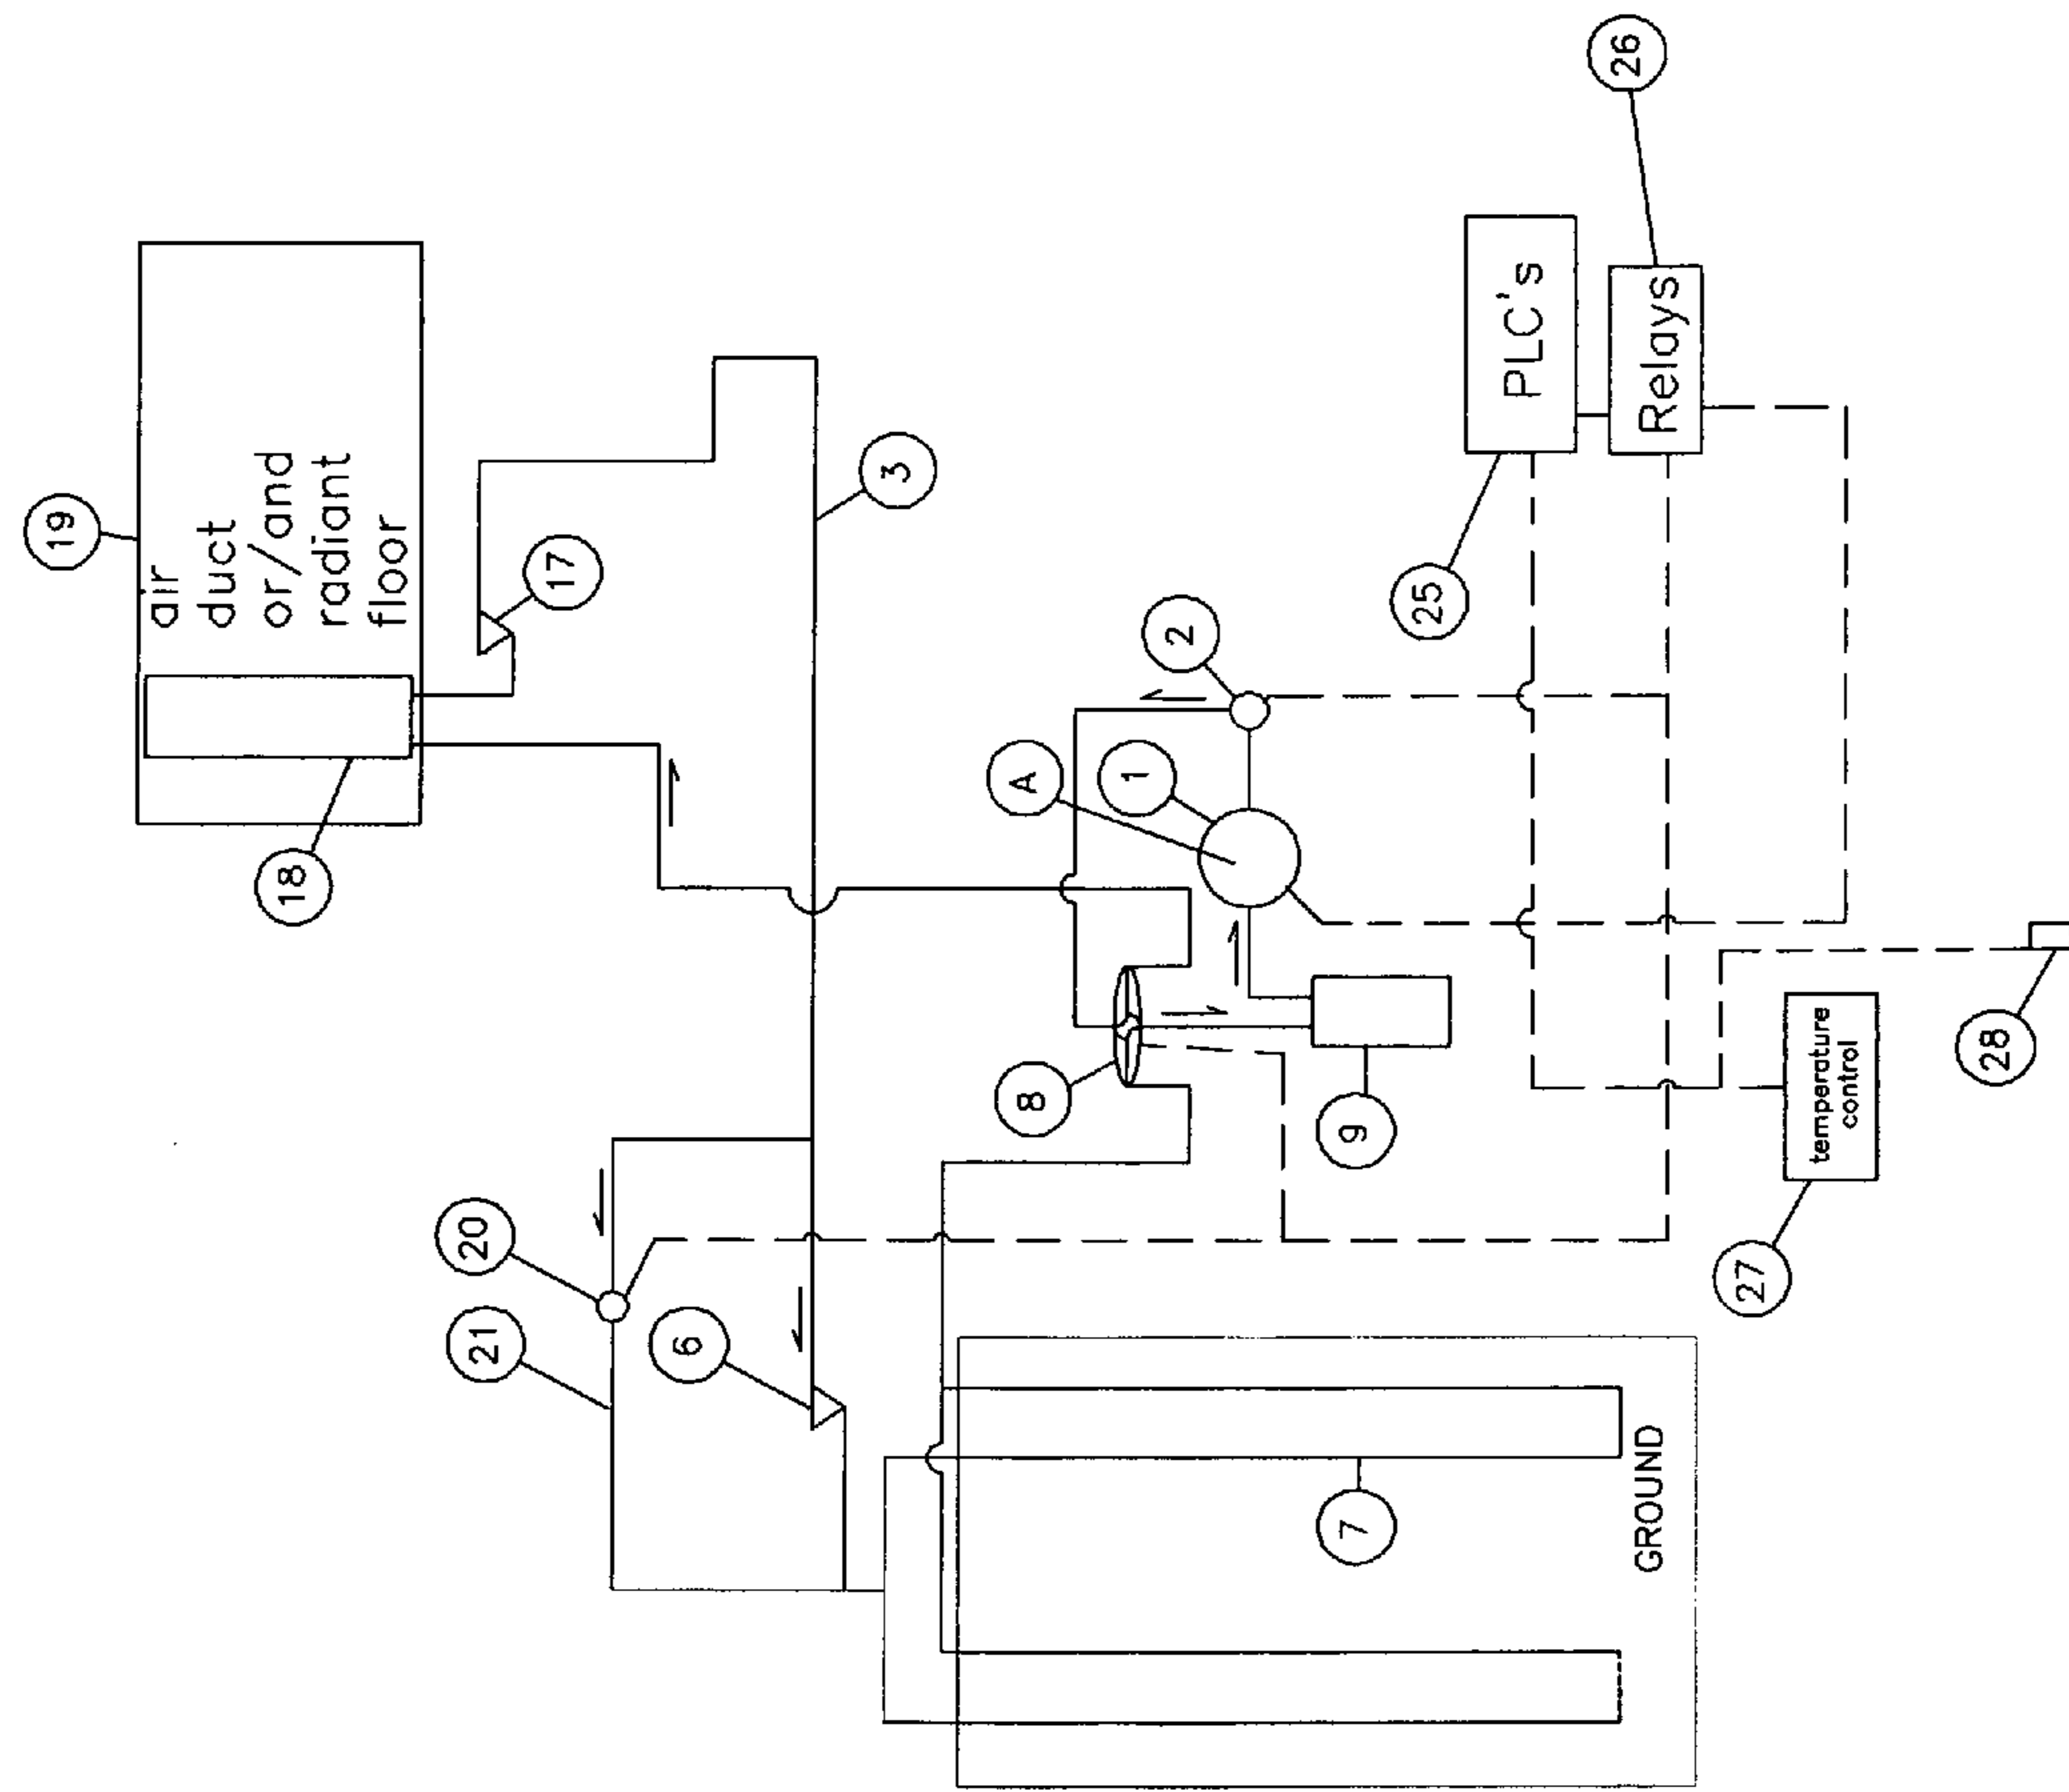 19
air
duct
or/and
radiant
floor
18
17
3
20
21
6
A
1
2
8
9
7
GROUND
PLC's
25
Relays
26
temperature
control
27
28